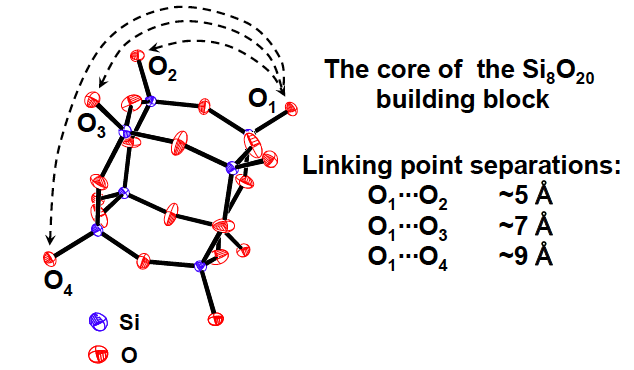 O₂
O₁
O₃
O₄
Si
O
The core of the Si₈O₂₀
building block
Linking point separations:
O₁···O₂ ~5 Å
O₁···O₃ ~7 Å
O₁···O₄ ~9 Å